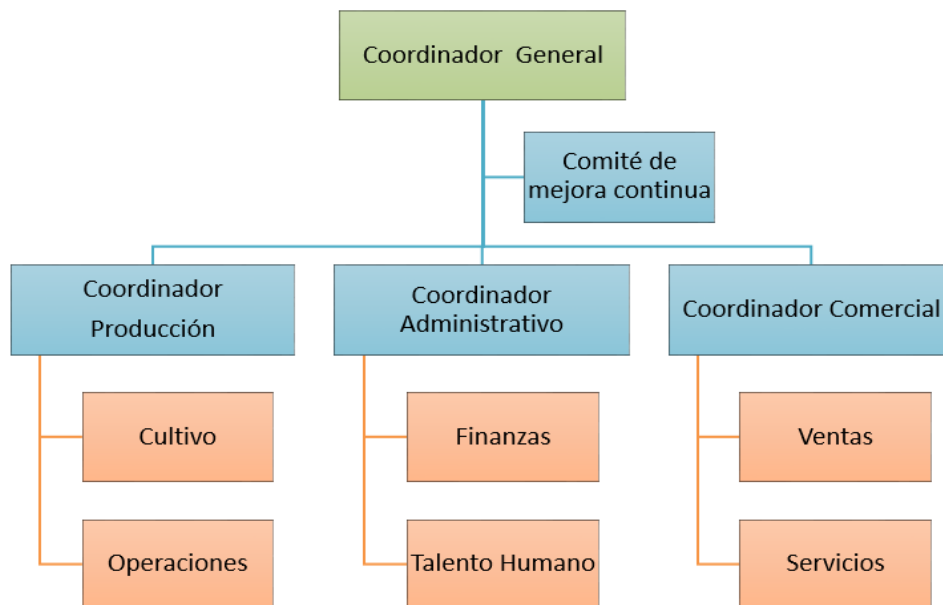 Coordinador General
Comité de
mejora continua
Coordinador
Producción
Coordinador
Administrativo
Coordinador Comercial
Cultivo
Finanzas
Ventas
Operaciones
Talento Humano
Servicios